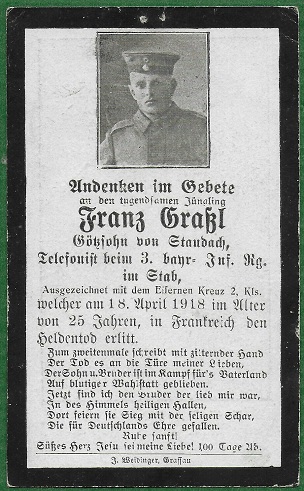 Andenken im Gebete
an den tugendsamen Jüngling
Franz Graßl
Götzsohn von Staudach,
Telefonist beim 3. bayr. Inf. Rg.
im Stab,
Ausgezeichnet mit dem Eisernen Kreuz 2. Kls.
welcher am 18. April 1918 im Alter
von 25 Jahren, in Frankreich den
Heldentod erlitt.
Zum zweitenmale schreibt mit zitternder Hand
Der Tod es an die Türe meiner Lieben,
Der Sohn u. Bruder ist im Kampf für's Vaterland
Auf blutiger Wahlstatt geblieben.
Jetzt find ich den Bruder der lieb mir war,
In des Himmels heiligen Hallen,
Dort feiern sie Sieg mit der seligen Schar,
Die für Deutschlands Ehre gefallen.
Ruhe sanft!
Süßes Herz Jesu sei meine Liebe! 100 Tage Ab.
J. Weidinger, Grassau